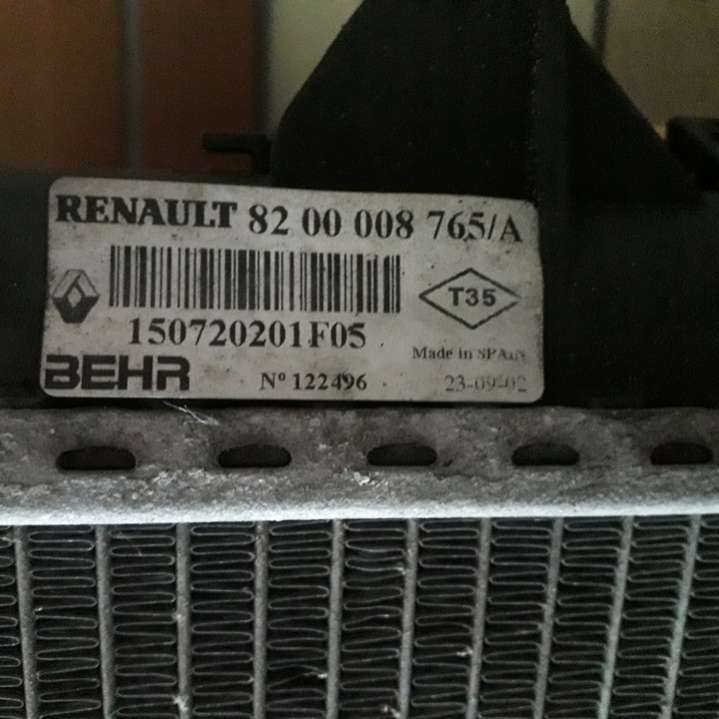 RENAULT 82 00 008 765/A
T35
150720201F05
Made in SPAIN
BEHR Nº 122496 23-09-02